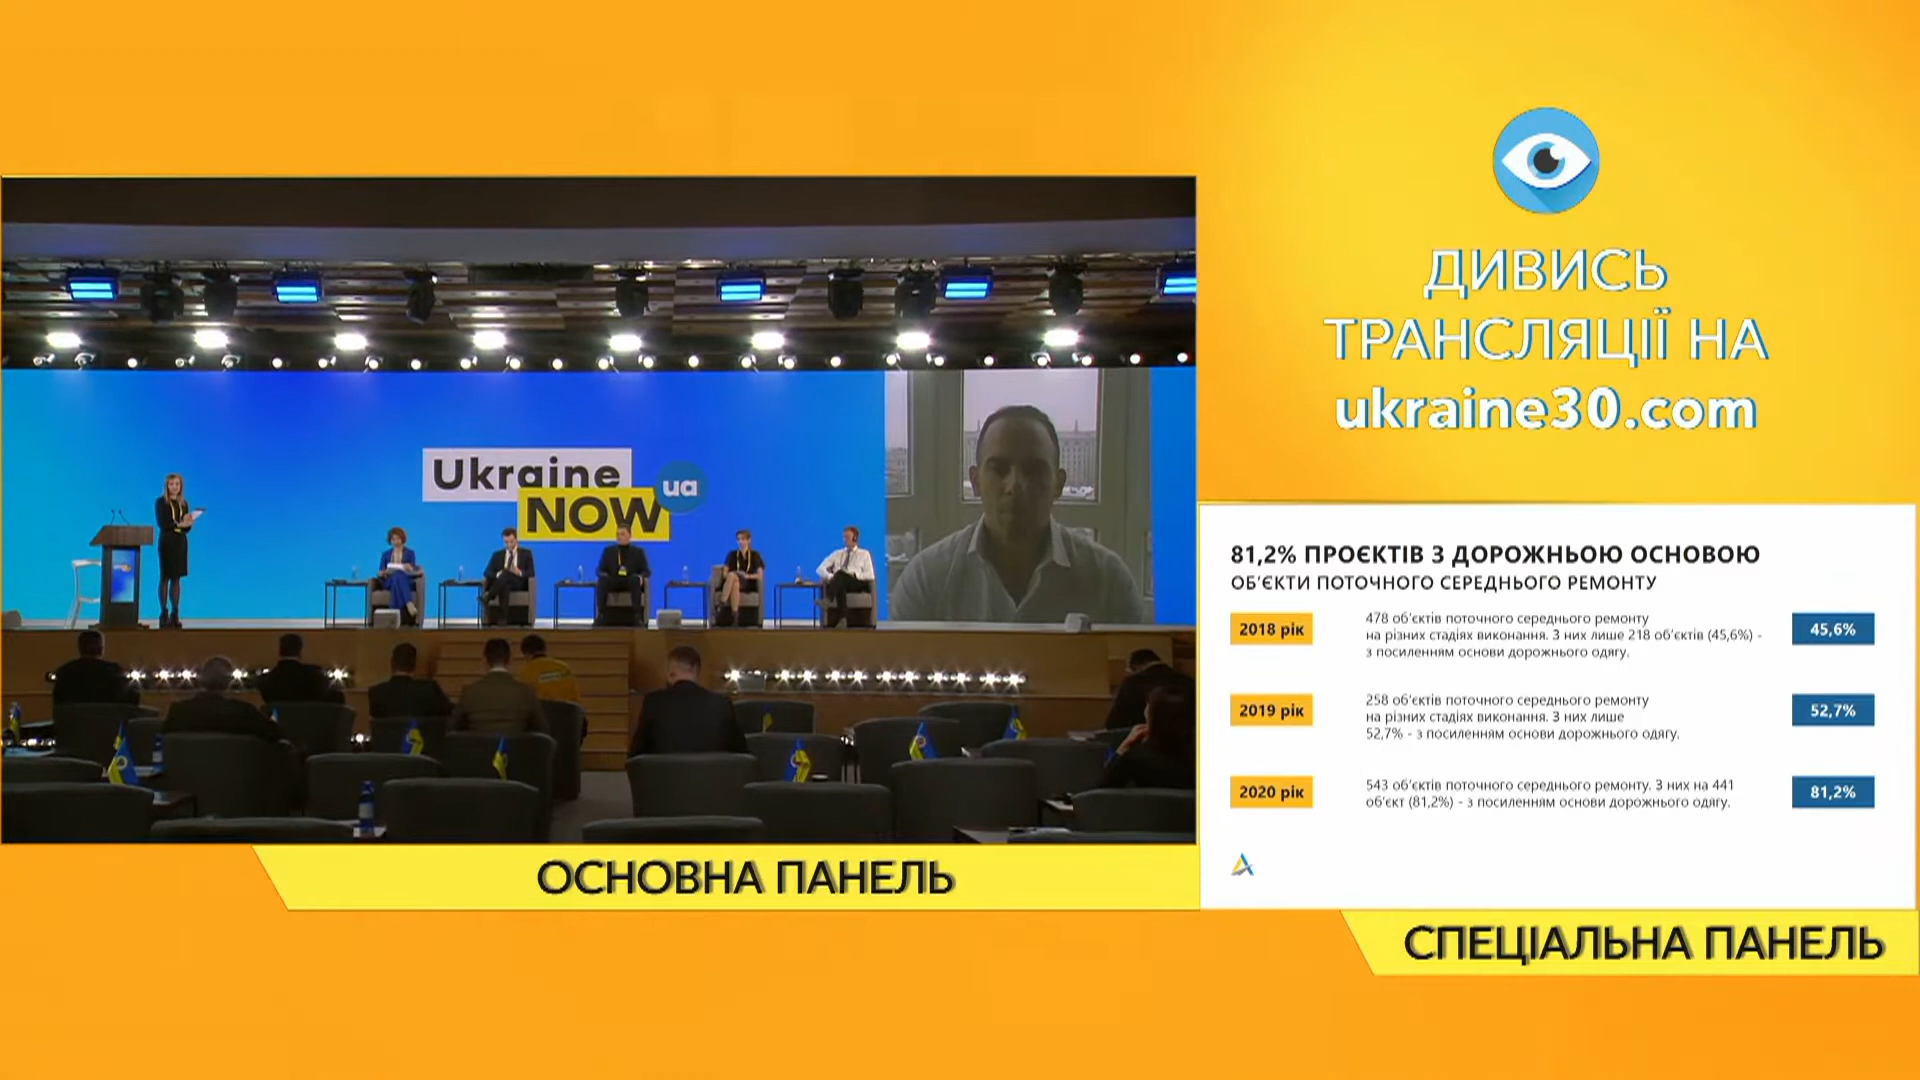 ДИВИСЬ
ТРАНСЛЯЦІЇ НА
ukraine30.com
Ukraine
NOW
ua
ОСНОВНА ПАНЕЛЬ
81,2% ПРОЄКТІВ З ДОРОЖНЬОЮ ОСНОВОЮ
ОБ'ЄКТИ ПОТОЧНОГО СЕРЕДНЬОГО РЕМОНТУ
2018 рік
478 об'єктів поточного середнього ремонту
на різних стадіях виконання. З них лише 218 об'єктів (45,6%) -
з посиленням основи дорожнього одягу.
45,6%
2019 рік
258 об'єктів поточного середнього ремонту
на різних стадіях виконання. З них лише
52,7% - з посиленням основи дорожнього одягу.
52,7%
2020 рік
543 об'єктів поточного середнього ремонту. З них на 441
об'єкт (81,2%) - з посиленням основи дорожнього одягу.
81,2%
СПЕЦІАЛЬНА ПАНЕЛЬ